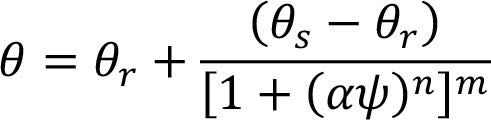 θ = θ_r + (θ_s − θ_r) / [1 + (αψ)^n]^m